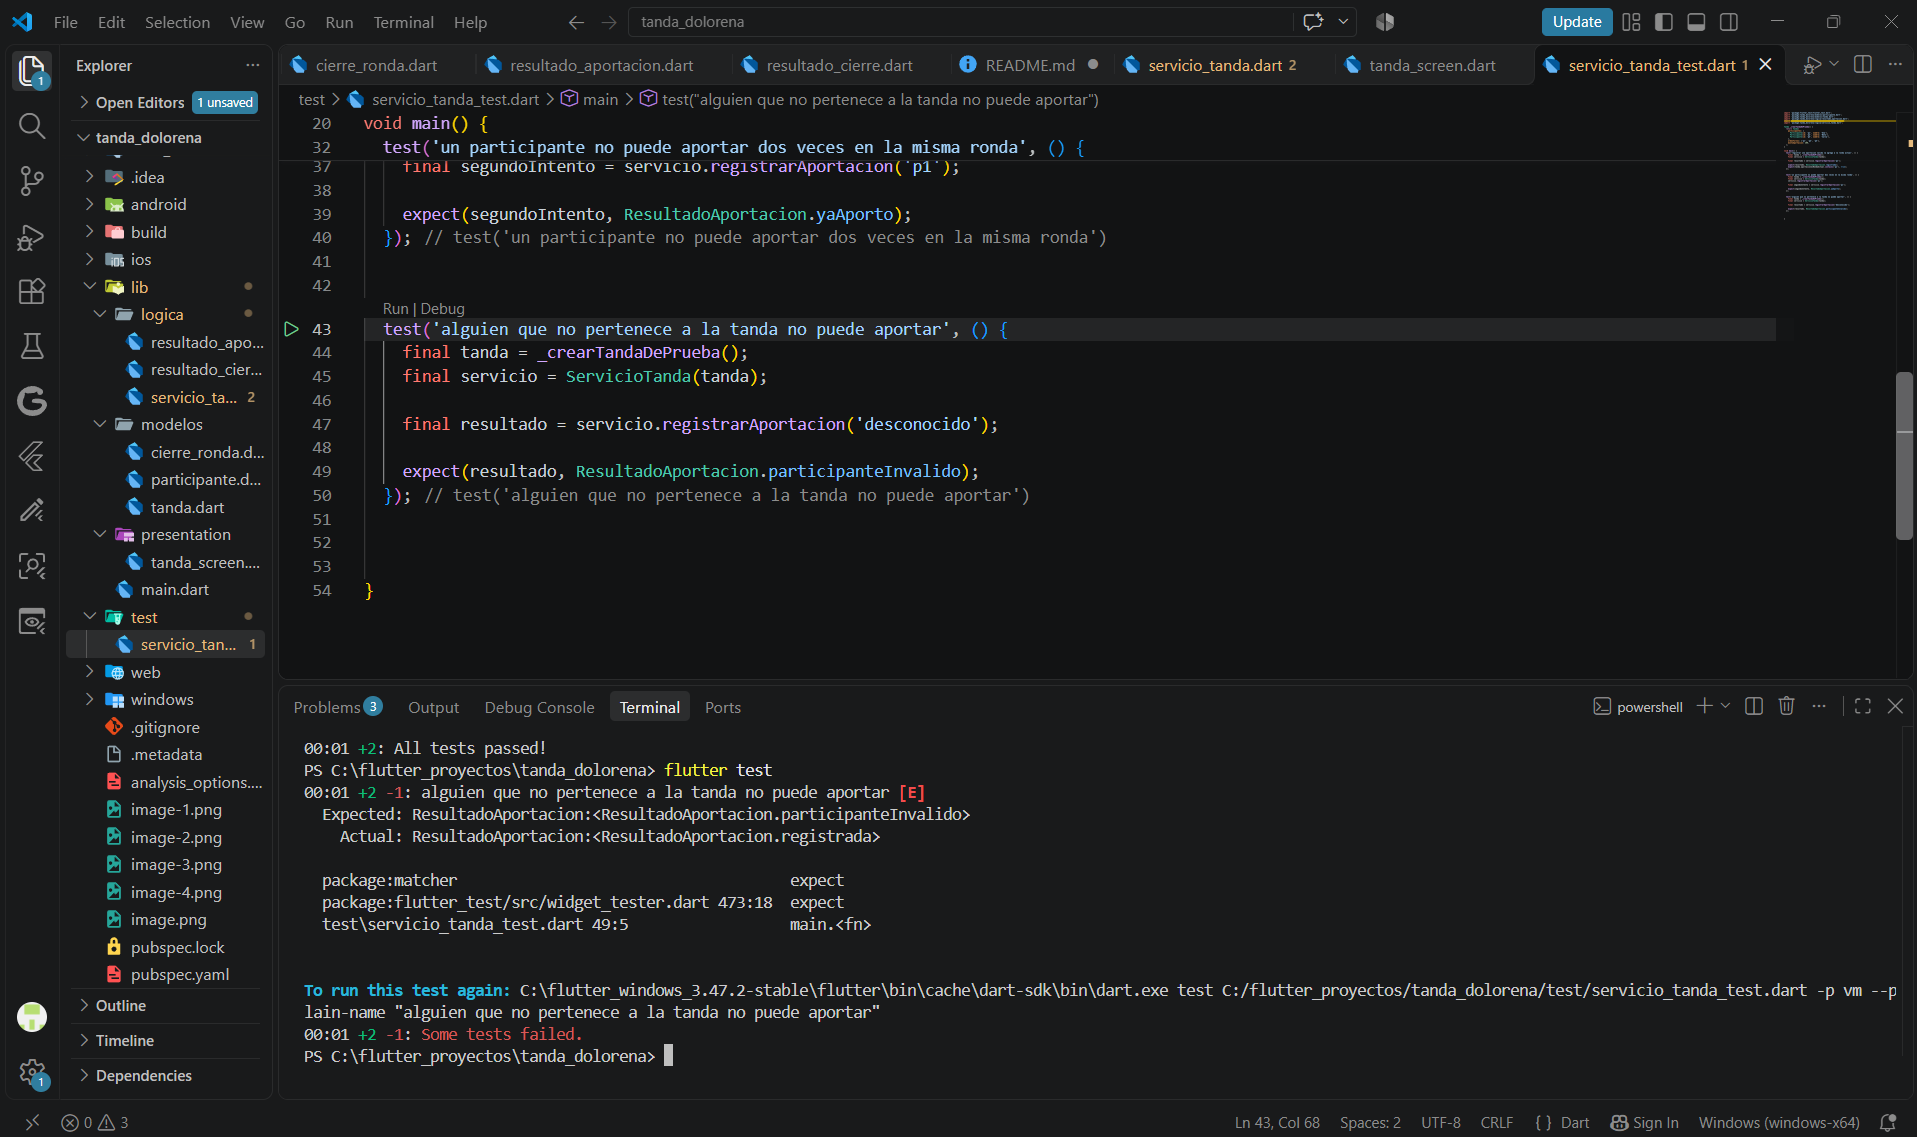 File Edit Selection View Go Run Terminal Help
tanda_dolorena
Update
Explorer
Open Editors 1 unsaved
tanda_dolorena
.idea
android
build
ios
lib
logica
resultado_apo...
resultado_cier...
servicio_ta... 2
modelos
cierre_ronda.d...
participante.d...
tanda.dart
presentation
tanda_screen....
main.dart
test
servicio_tan... 1
web
windows
.gitignore
.metadata
analysis_options....
image-1.png
image-2.png
image-3.png
image-4.png
image.png
pubspec.lock
pubspec.yaml
Outline
Timeline
Dependencies
cierre_ronda.dart resultado_aportacion.dart resultado_cierre.dart README.md servicio_tanda.dart 2 tanda_screen.dart servicio_tanda_test.dart 1
test > servicio_tanda_test.dart > main > test("alguien que no pertenece a la tanda no puede aportar")
20 void main() {
32 test('un participante no puede aportar dos veces en la misma ronda', () {
37 final segundoIntento = servicio.registrarAportacion('p1');
38
39 expect(segundoIntento, ResultadoAportacion.yaAporto);
40 }); // test('un participante no puede aportar dos veces en la misma ronda')
41
42
Run | Debug
43 test('alguien que no pertenece a la tanda no puede aportar', () {
44 final tanda = _crearTandaDePrueba();
45 final servicio = ServicioTanda(tanda);
46
47 final resultado = servicio.registrarAportacion('desconocido');
48
49 expect(resultado, ResultadoAportacion.participanteInvalido);
50 }); // test('alguien que no pertenece a la tanda no puede aportar')
51
52
53
54 }
Problems 3 Output Debug Console Terminal Ports
powershell
00:01 +2: All tests passed!
PS C:\flutter_proyectos\tanda_dolorena> flutter test
00:01 +2 -1: alguien que no pertenece a la tanda no puede aportar [E]
Expected: ResultadoAportacion:<ResultadoAportacion.participanteInvalido>
Actual: ResultadoAportacion:<ResultadoAportacion.registrada>
package:matcher expect
package:flutter_test/src/widget_tester.dart 473:18 expect
test\servicio_tanda_test.dart 49:5 main.<fn>
To run this test again: C:\flutter_windows_3.47.2-stable\flutter\bin\cache\dart-sdk\bin\dart.exe test C:/flutter_proyectos/tanda_dolorena/test/servicio_tanda_test.dart -p vm --p
lain-name "alguien que no pertenece a la tanda no puede aportar"
00:01 +2 -1: Some tests failed.
PS C:\flutter_proyectos\tanda_dolorena>
0 3
Ln 43, Col 68 Spaces: 2 UTF-8 CRLF { } Dart Sign In Windows (windows-x64)